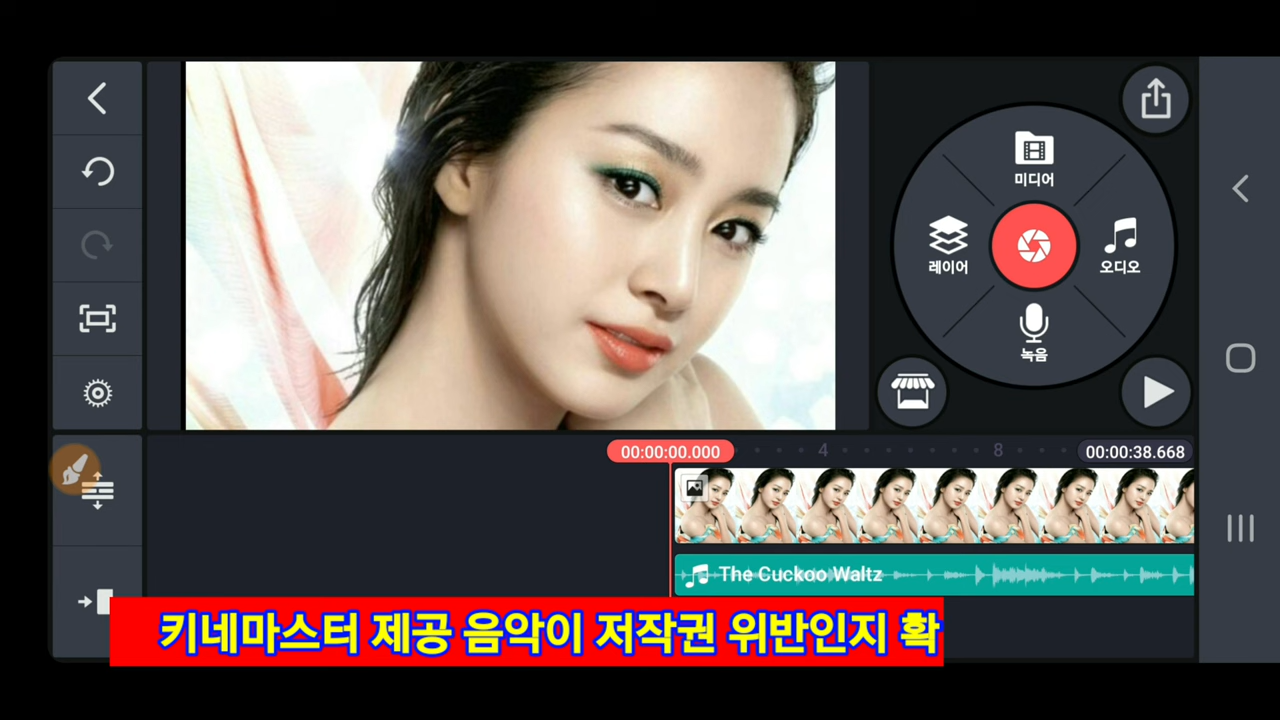 미디어
레이어
오디오
녹음
00:00:00.000
4
8
00:00:38.668
The Cuckoo Waltz
키네마스터 제공 음악이 저작권 위반인지 확